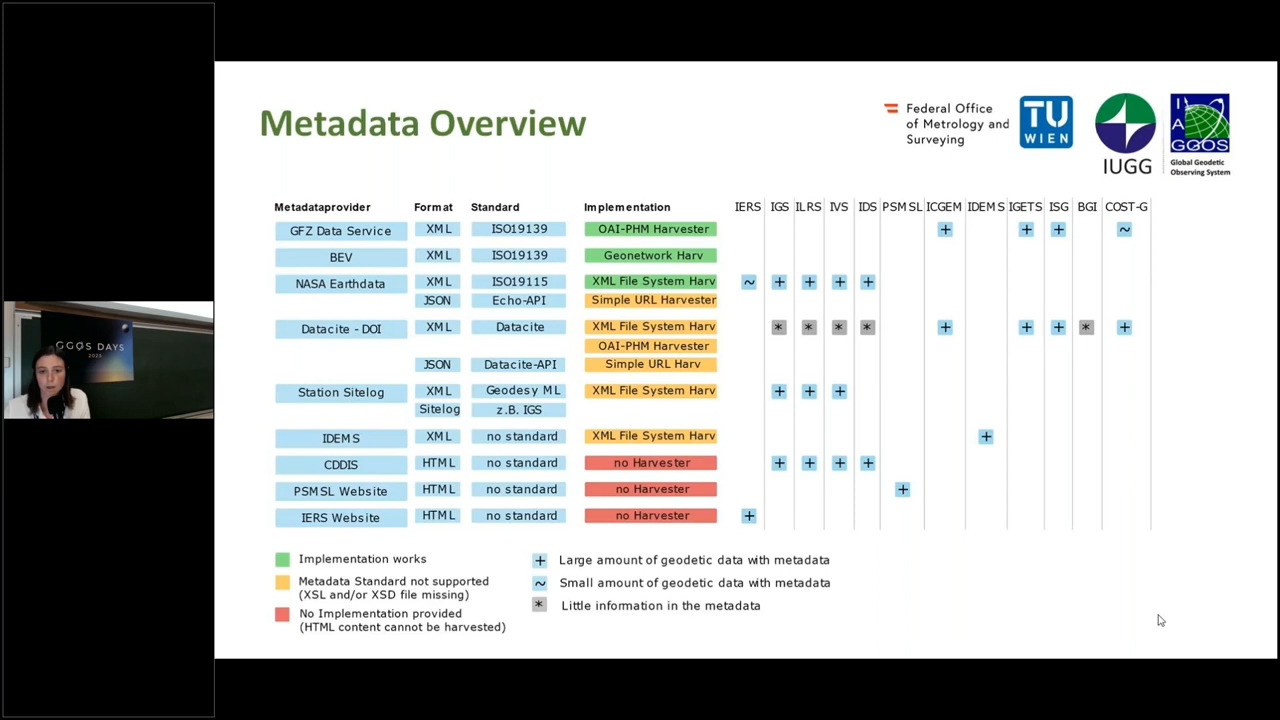 Metadata Overview
Federal Office
of Metrology and
Surveying
TU
WIEN
IUGG
I
A
GGOS
Global Geodetic
Observing System
Metadataprovider Format Standard Implementation IERS IGS ILRS IVS IDS PSMSL ICGEM IDEMS IGETS ISG BGI COST-G
GFZ Data Service XML ISO19139 OAI-PHM Harvester + + + ~
BEV XML ISO19139 Geonetwork Harv
NASA Earthdata XML ISO19115 XML File System Harv ~ + + + +
JSON Echo-API Simple URL Harvester
Datacite - DOI XML Datacite XML File System Harv * * * * + + + * +
OAI-PHM Harvester
JSON Datacite-API Simple URL Harv
Station Sitelog XML Geodesy ML XML File System Harv + + +
Sitelog z.B. IGS
IDEMS XML no standard XML File System Harv +
CDDIS HTML no standard no Harvester + + + +
PSMSL Website HTML no standard no Harvester +
IERS Website HTML no standard no Harvester +
Implementation works
Metadata Standard not supported
(XSL and/or XSD file missing)
No Implementation provided
(HTML content cannot be harvested)
+ Large amount of geodetic data with metadata
~ Small amount of geodetic data with metadata
* Little information in the metadata
GGOS DAYS